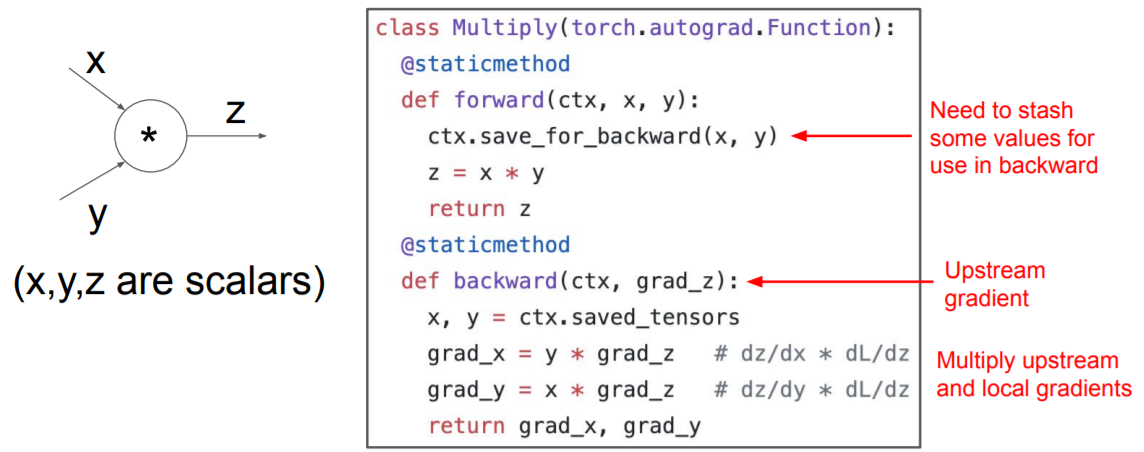 x
z
*
y
(x,y,z are scalars)
class Multiply(torch.autograd.Function):
@staticmethod
def forward(ctx, x, y):
ctx.save_for_backward(x, y)
z = x * y
return z
@staticmethod
def backward(ctx, grad_z):
x, y = ctx.saved_tensors
grad_x = y * grad_z # dz/dx * dL/dz
grad_y = x * grad_z # dz/dy * dL/dz
return grad_x, grad_y
Need to stash
some values for
use in backward
Upstream
gradient
Multiply upstream
and local gradients